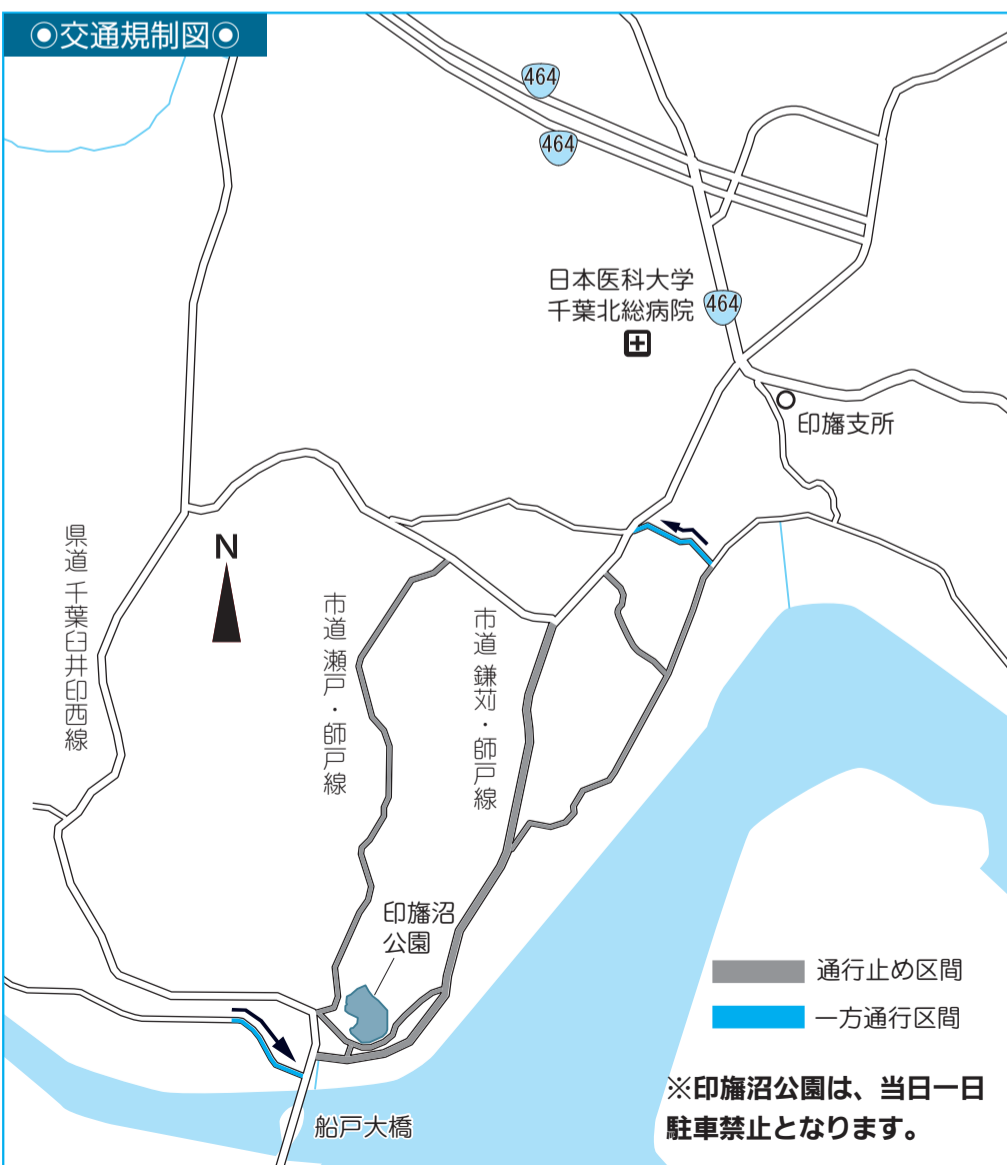 ◉交通規制図◉
464
464
日本医科大学
千葉北総病院
464
印旛支所
県道 千葉臼井印西線
N
市道 瀬戸・師戸線
市道 鎌苅・師戸線
印旛沼
公園
通行止め区間
一方通行区間
※印旛沼公園は、当日一日
駐車禁止となります。
船戸大橋